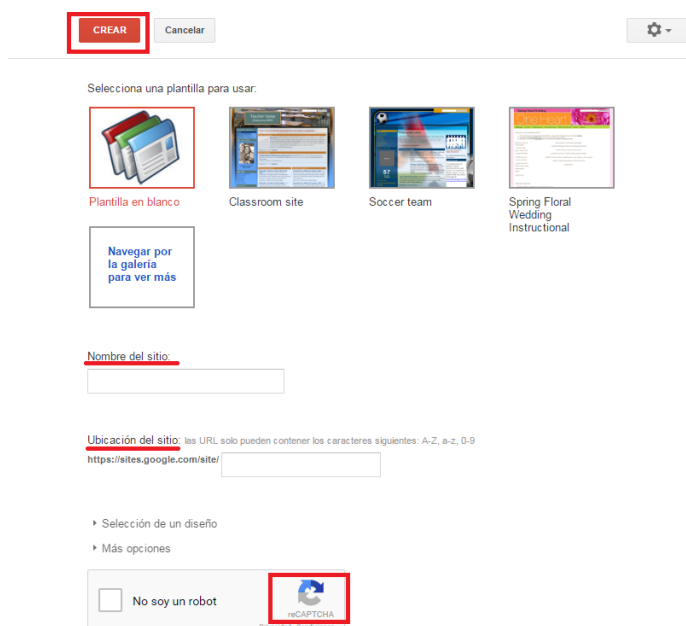 CREAR Cancelar
Selecciona una plantilla para usar:
Plantilla en blanco Classroom site Soccer team Spring Floral
Wedding
Instructional
Navegar por
la galería
para ver más
Nombre del sitio:
Ubicación del sitio: las URL solo pueden contener los caracteres siguientes: A-Z, a-z, 0-9
https://sites.google.com/site/
Selección de un diseño
Más opciones
No soy un robot
reCAPTCHA